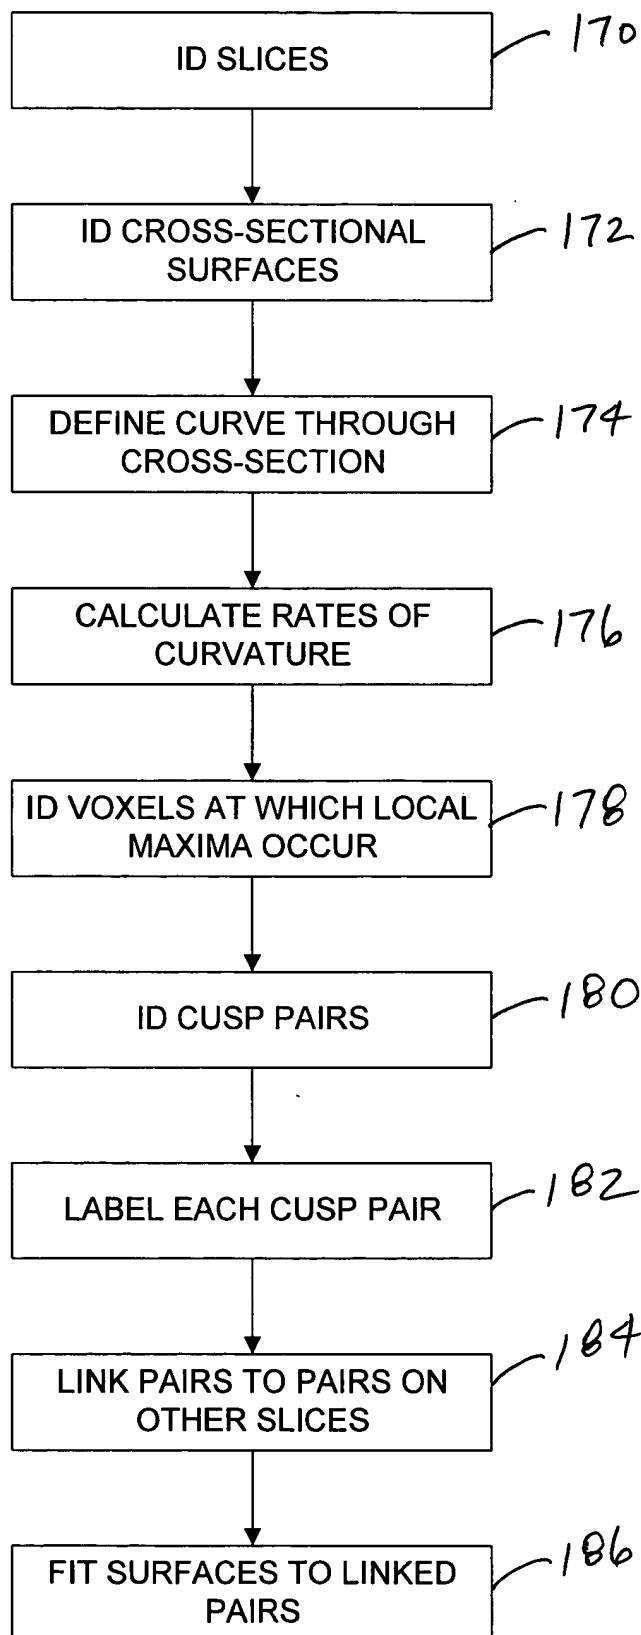 ID SLICES
170
ID CROSS-SECTIONAL
SURFACES
172
DEFINE CURVE THROUGH
CROSS-SECTION
174
CALCULATE RATES OF
CURVATURE
176
ID VOXELS AT WHICH LOCAL
MAXIMA OCCUR
178
ID CUSP PAIRS
180
LABEL EACH CUSP PAIR
182
LINK PAIRS TO PAIRS ON
OTHER SLICES
184
FIT SURFACES TO LINKED
PAIRS
186